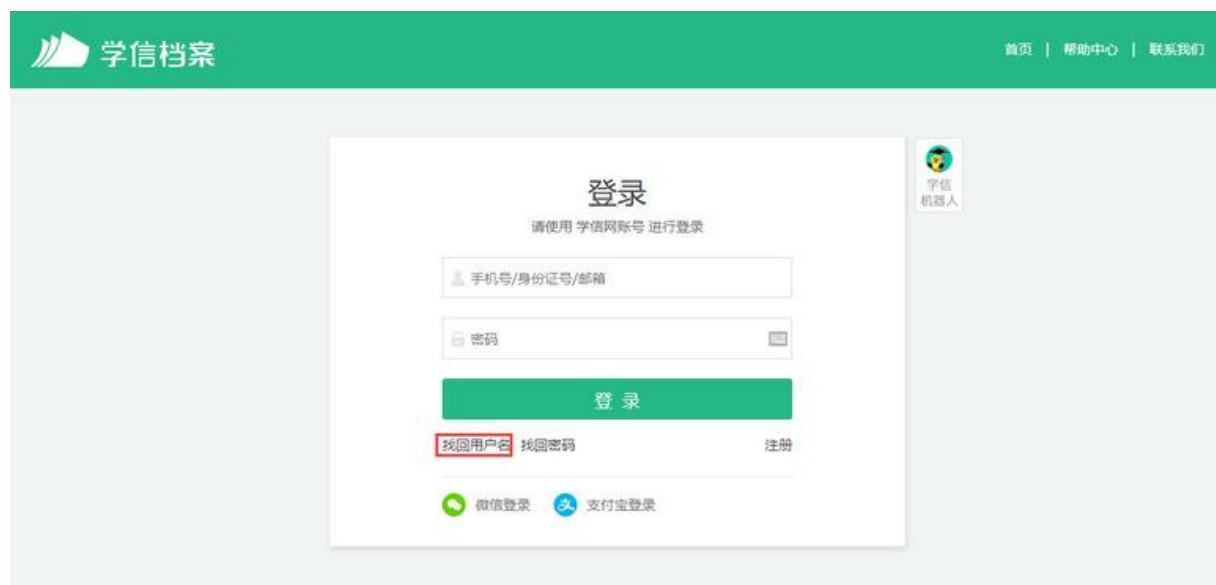 学信档案
首页 | 帮助中心 | 联系我们
登录
请使用 学信网账号 进行登录
学信
机器人
手机号/身份证号/邮箱
密码
登 录
找回用户名 找回密码 注册
微信登录 支付宝登录